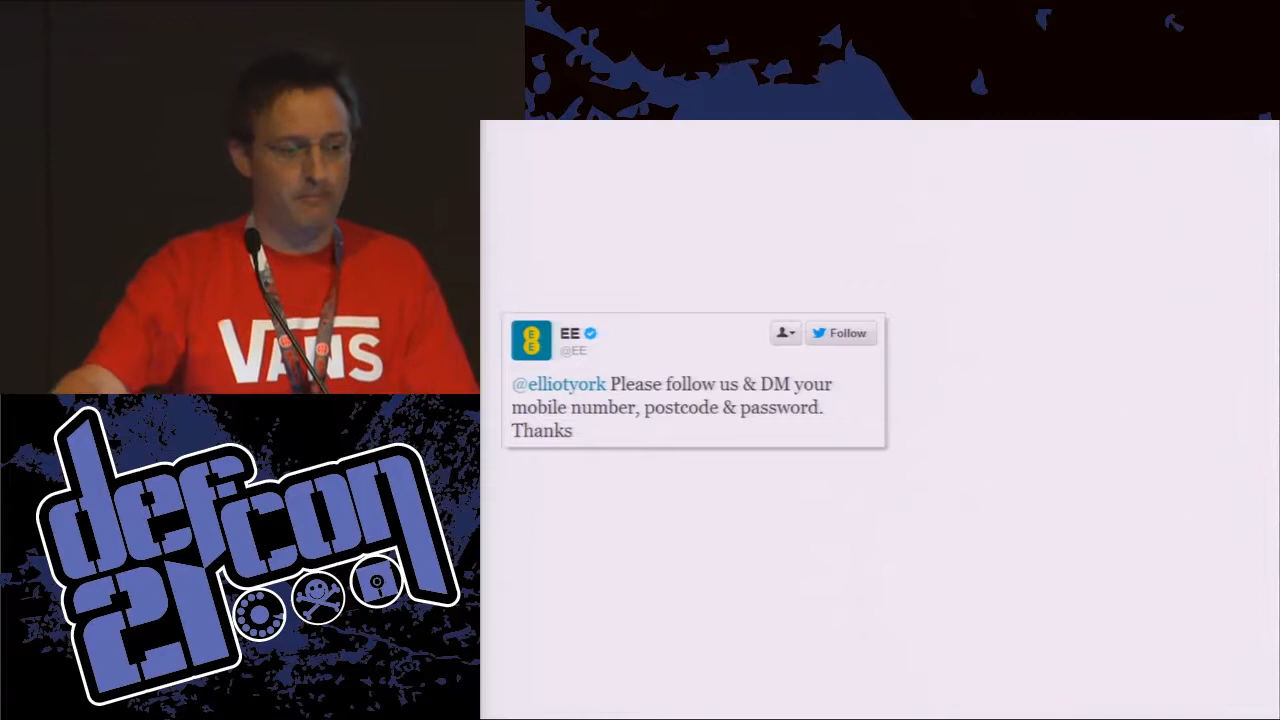 VANS
EE
@EE
Follow
@elliotyork Please follow us & DM your
mobile number, postcode & password.
Thanks
E
E
defcon
21